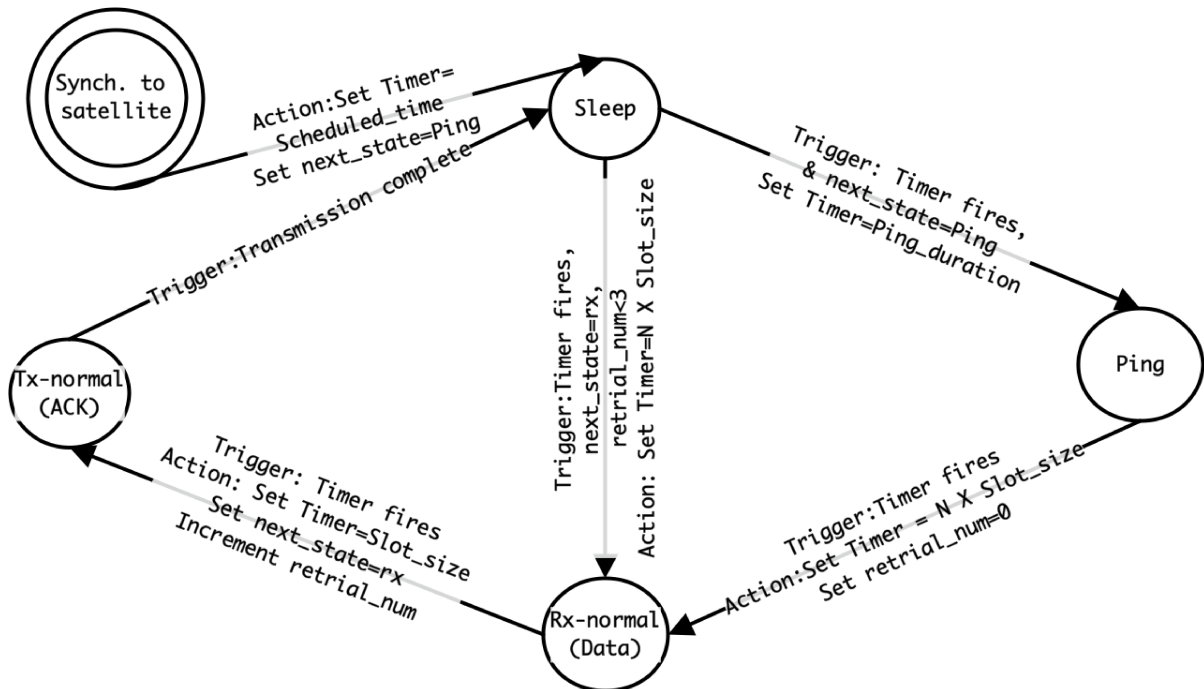 Synch. to
satellite
Action:Set Timer=
Scheduled_time
Set next_state=Ping
Sleep
Trigger: Timer fires,
& next_state=Ping
Set Timer=Ping_duration
Trigger:Transmission complete
Trigger:Timer fires,
next_state=rx,
retrial_num<3
Action: Set Timer=N X Slot_size
Ping
Tx-normal
(ACK)
Trigger: Timer fires
Action: Set Timer=Slot_size
Set next_state=rx
Increment retrial_num
Trigger:Timer fires
Action:Set Timer = N X Slot_size
Set retrial_num=0
Rx-normal
(Data)